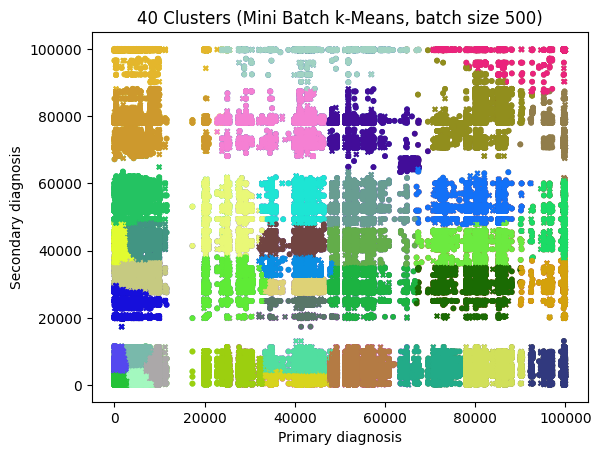 40 Clusters (Mini Batch k-Means, batch size 500)
100000
80000
60000
40000
20000
0
Secondary diagnosis
0 20000 40000 60000 80000 100000
Primary diagnosis